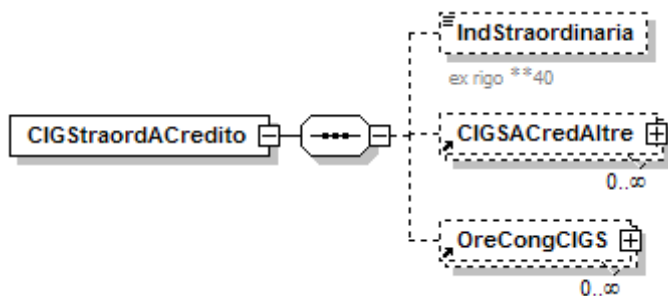 IndStraordinaria
ex rigo **40
CIGStraordACredito
CIGSACredAltre
0..∞
OreCongCIGS
0..∞